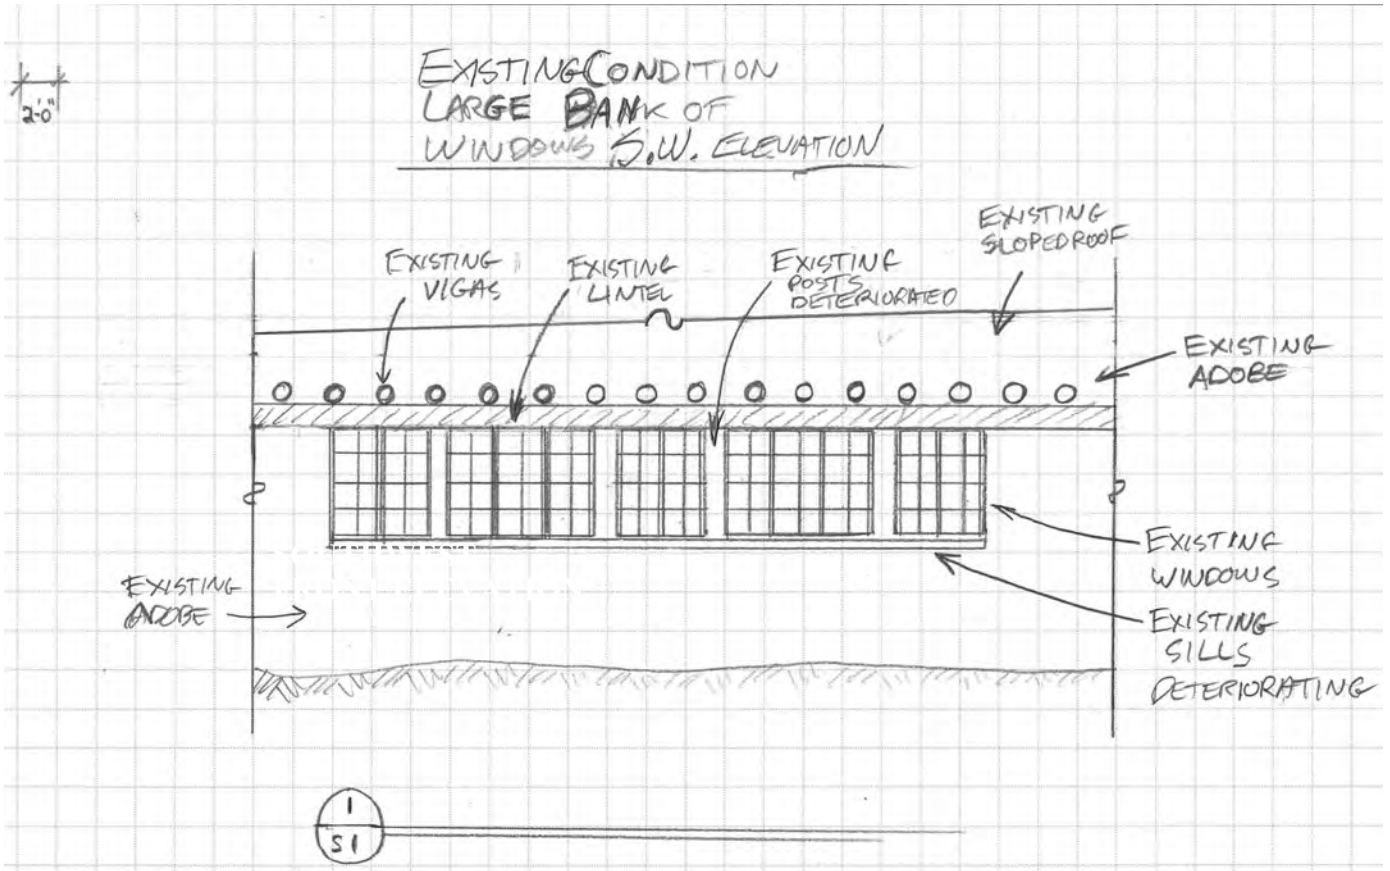 2'-0"
EXISTING CONDITION
LARGE BANK OF
WINDOWS S.W. ELEVATION
EXISTING
SLOPED ROOF
EXISTING
VIGAS
EXISTING
LINTEL
EXISTING
POSTS
DETERIORATED
EXISTING
ADOBE
EXISTING
WINDOWS
EXISTING
ADOBE
EXISTING
SILLS
DETERIORATING
1
S1